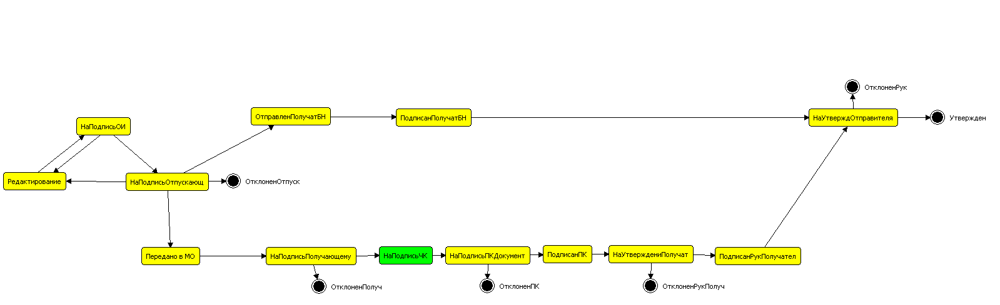 ОтклоненРук
ОтправленПолучатБН
ПодписанПолучатБН
НаУтверждОтправителя
Утвержден
НаПодписьОИ
Редактирование
НаПодписьОтпускающ
ОтклоненОтпуск
Передано в МО
НаПодписьПолучающему
НаПодписьЧК
НаПодписьПКДокумент
ПодписанПК
НаУтвержденииПолучат
ПодписанРукПолучател
ОтклоненПолуч
ОтклоненПК
ОтклоненРукПолуч